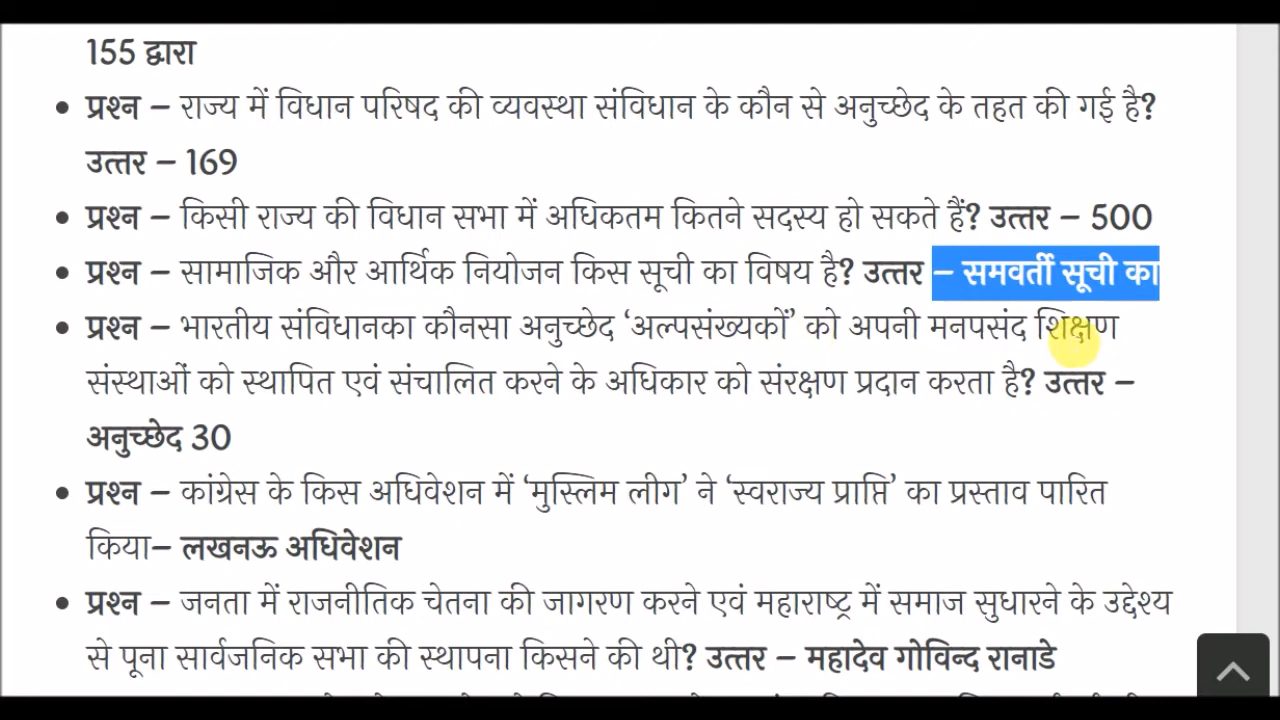 155 द्वारा
प्रश्न – राज्य में विधान परिषद की व्यवस्था संविधान के कौन से अनुच्छेद के तहत की गई है?
उत्तर – 169
प्रश्न – किसी राज्य की विधान सभा में अधिकतम कितने सदस्य हो सकते हैं? उत्तर – 500
प्रश्न – सामाजिक और आर्थिक नियोजन किस सूची का विषय है? उत्तर – समवर्ती सूची का
प्रश्न – भारतीय संविधानका कौनसा अनुच्छेद ‘अल्पसंख्यकों’ को अपनी मनपसंद शिक्षण
संस्थाओं को स्थापित एवं संचालित करने के अधिकार को संरक्षण प्रदान करता है? उत्तर –
अनुच्छेद 30
प्रश्न – कांग्रेस के किस अधिवेशन में ‘मुस्लिम लीग’ ने ‘स्वराज्य प्राप्ति’ का प्रस्ताव पारित
किया– लखनऊ अधिवेशन
प्रश्न – जनता में राजनीतिक चेतना की जागरण करने एवं महाराष्ट्र में समाज सुधारने के उद्देश्य
से पूना सार्वजनिक सभा की स्थापना किसने की थी? उत्तर – महादेव गोविन्द रानाडे